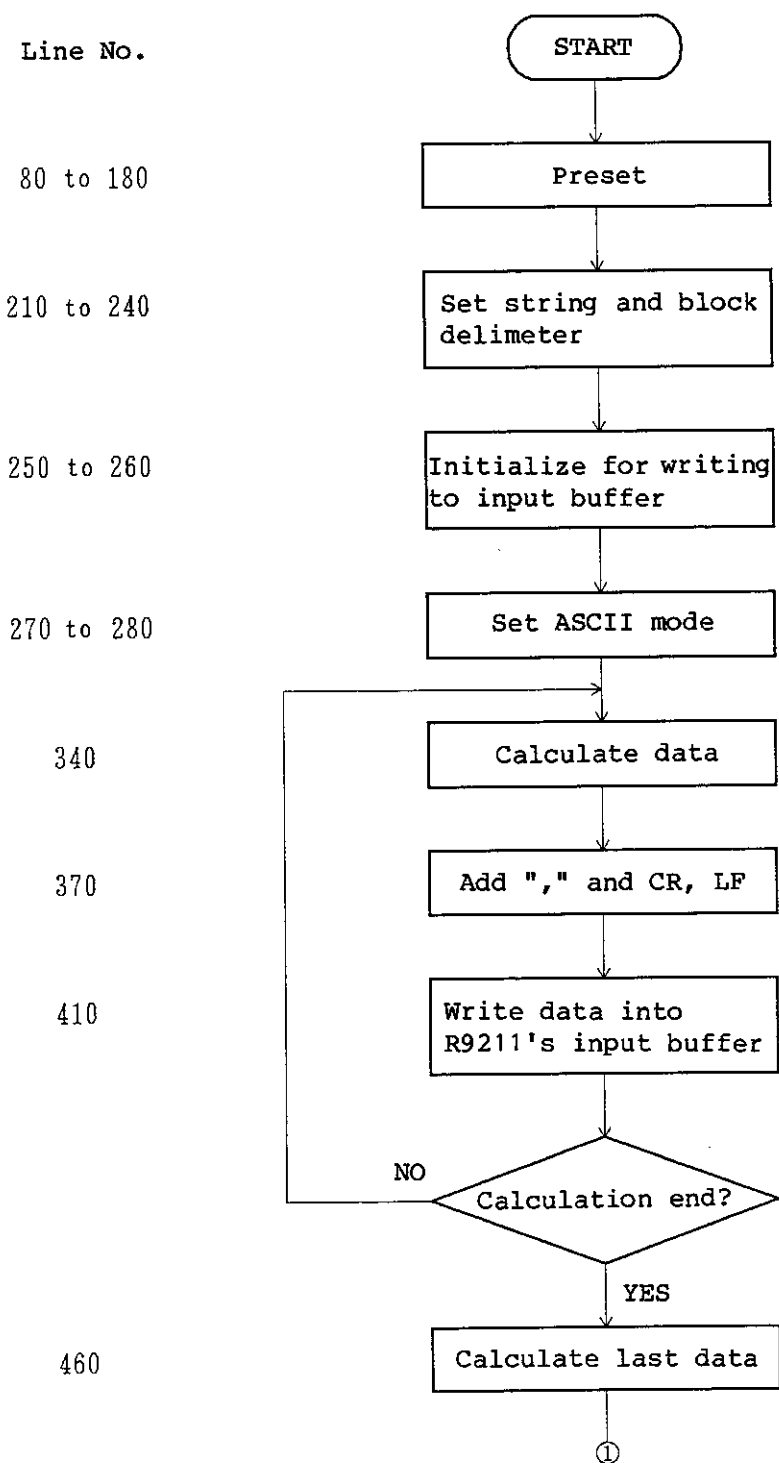 Line No.
START
80 to 180
Preset
210 to 240
Set string and block
delimeter
250 to 260
Initialize for writing
to input buffer
270 to 280
Set ASCII mode
340
Calculate data
370
Add "," and CR, LF
410
Write data into
R9211's input buffer
NO
Calculation end?
YES
460
Calculate last data
①